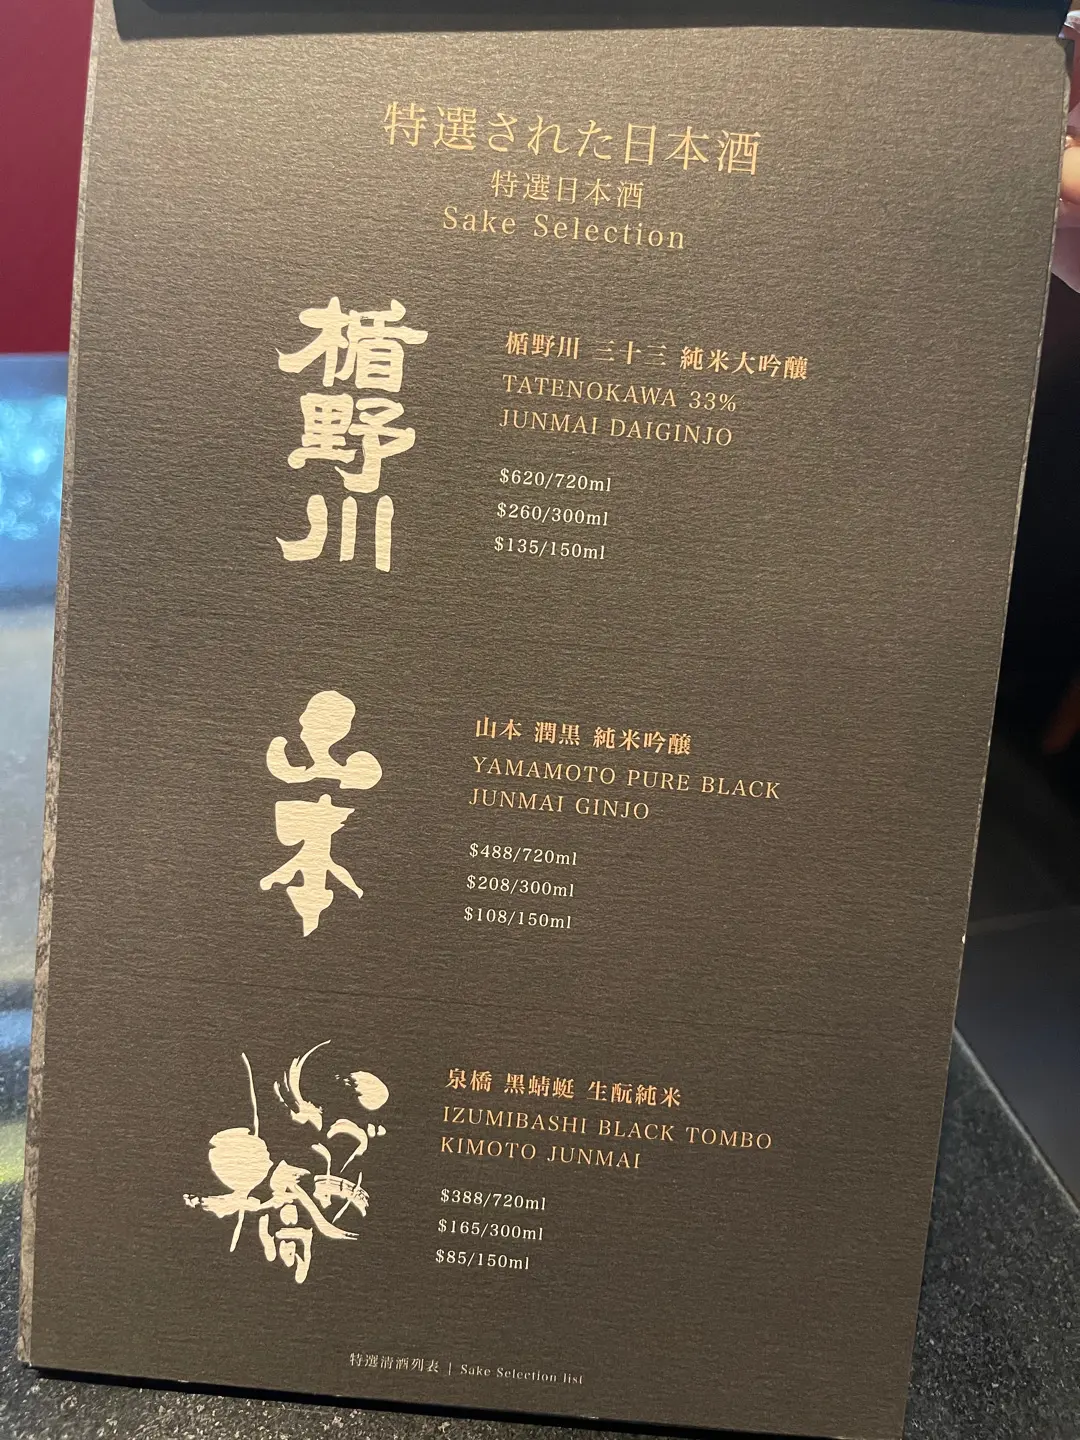 特選された日本酒
特選日本酒
Sake Selection
楯野川
楯野川 三十三 純米大吟釀
TATENOKAWA 33%
JUNMAI DAIGINJO
$620/720ml
$260/300ml
$135/150ml
山本
山本 潤黒 純米吟釀
YAMAMOTO PURE BLACK
JUNMAI GINJO
$488/720ml
$208/300ml
$108/150ml
いづみ橋
泉橋 黑蜻蜓 生酛純米
IZUMIBASHI BLACK TOMBO
KIMOTO JUNMAI
$388/720ml
$165/300ml
$85/150ml
特選清酒列表 | Sake Selection list